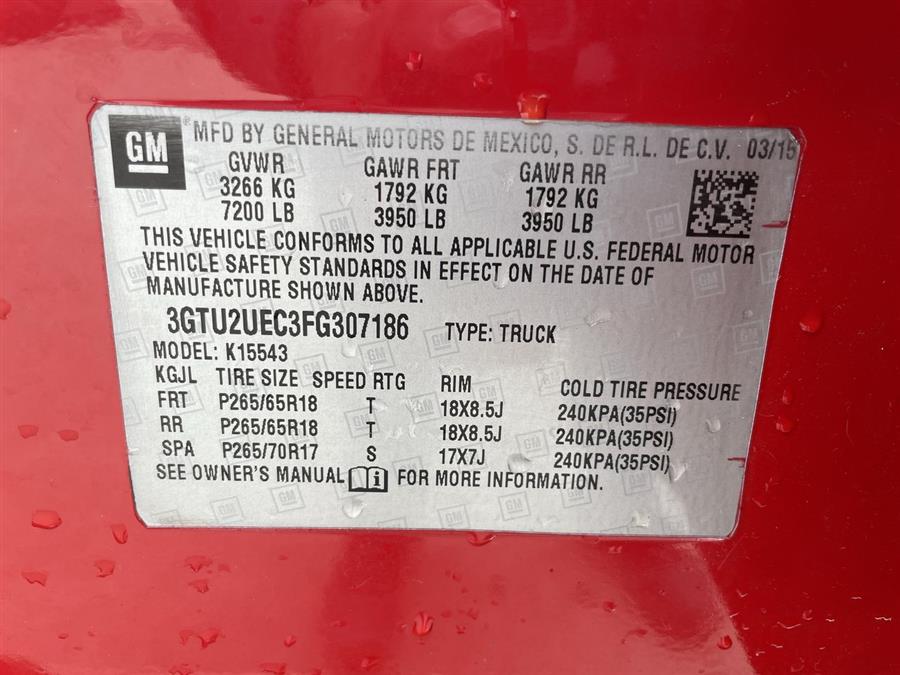 GM ® MFD BY GENERAL MOTORS DE MEXICO, S. DE R.L. DE C.V. 03/15
GVWR GAWR FRT GAWR RR
3266 KG 1792 KG 1792 KG
7200 LB 3950 LB 3950 LB
THIS VEHICLE CONFORMS TO ALL APPLICABLE U.S. FEDERAL MOTOR
VEHICLE SAFETY STANDARDS IN EFFECT ON THE DATE OF
MANUFACTURE SHOWN ABOVE.
3GTU2UEC3FG307186 TYPE: TRUCK
MODEL: K15543
KGJL TIRE SIZE SPEED RTG RIM COLD TIRE PRESSURE
FRT P265/65R18 T 18X8.5J 240KPA(35PSI)
RR P265/65R18 T 18X8.5J 240KPA(35PSI)
SPA P265/70R17 S 17X7J 240KPA(35PSI)
SEE OWNER'S MANUAL i FOR MORE INFORMATION.